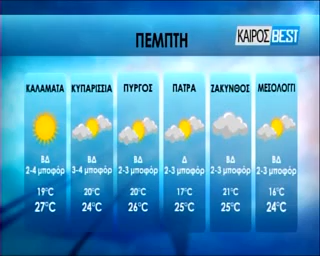 ΠΕΜΠΤΗ
ΚΑΙΡΟΣ BEST
ΚΑΛΑΜΑΤΑ ΚΥΠΑΡΙΣΣΙΑ ΠΥΡΓΟΣ ΠΑΤΡΑ ΖΑΚΥΝΘΟΣ ΜΕΣΟΛΟΓΓΙ
ΒΔ ΒΔ ΒΔ Δ ΒΔ ΒΔ
2-4 μποφόρ 3-4 μποφόρ 2-3 μποφόρ 2-3 μποφόρ 2-3 μποφόρ 2-3 μποφόρ
19°C 20°C 20°C 17°C 21°C 16°C
27°C 24°C 26°C 25°C 25°C 24°C